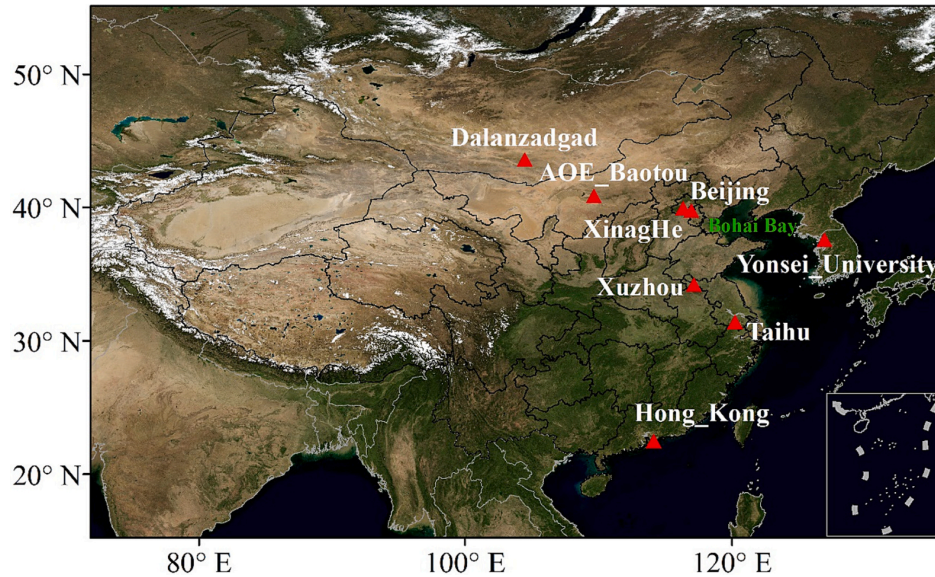 50° N
Dalanzadgad
AOE_Baotou
Beijing
40° N
XinagHe
Bohai Bay
Yonsei_University
Xuzhou
30° N
Taihu
Hong_Kong
20° N
80° E
100° E
120° E